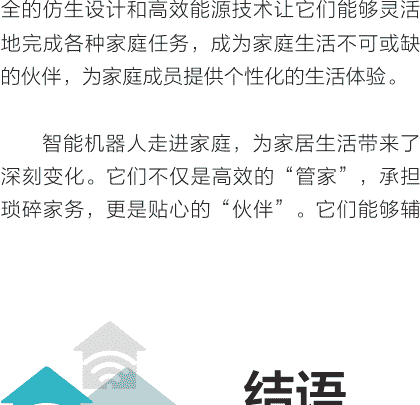 全的仿生设计和高效能源技术让它们能够灵活
地完成各种家庭任务，成为家庭生活不可或缺
的伙伴，为家庭成员提供个性化的生活体验。
智能机器人走进家庭，为家居生活带来了
深刻变化。它们不仅是高效的“管家”，承担
琐碎家务，更是贴心的“伙伴”。它们能够辅
结语